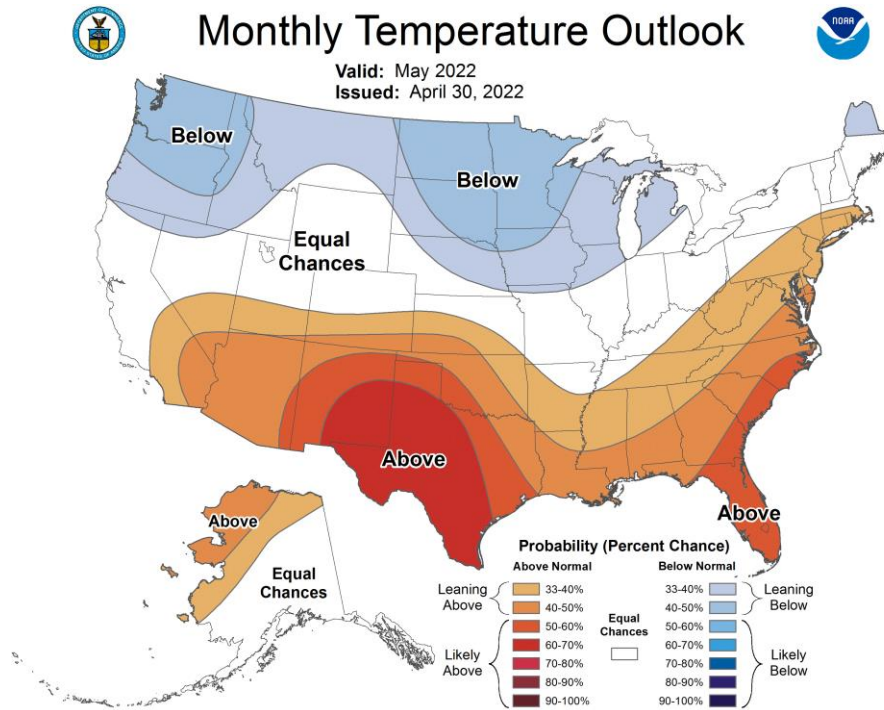 NOAA
Monthly Temperature Outlook
Valid: May 2022
Issued: April 30, 2022
Below
Below
Equal
Chances
Above
Above
Above
Equal
Chances
Probability (Percent Chance)
Above Normal
Below Normal
Leaning
Above
33-40%
40-50%
Likely
Above
50-60%
60-70%
70-80%
80-90%
90-100%
Equal
Chances
33-40%
40-50%
Leaning
Below
50-60%
60-70%
70-80%
80-90%
90-100%
Likely
Below